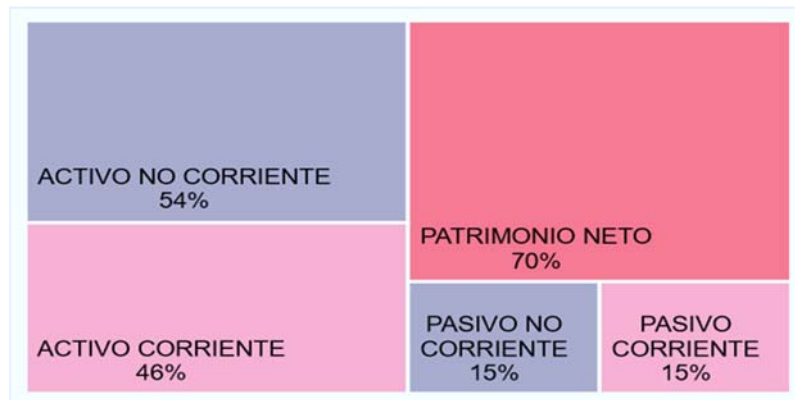 ACTIVO NO CORRIENTE
54%
ACTIVO CORRIENTE
46%
PATRIMONIO NETO
70%
PASIVO NO
CORRIENTE
15%
PASIVO
CORRIENTE
15%